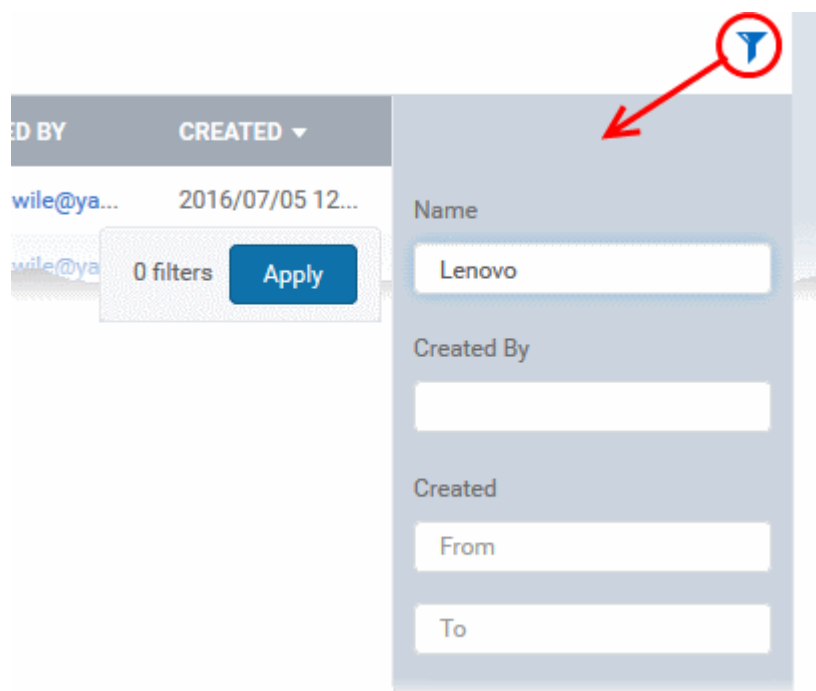 ED BY CREATED
wile@ya... 2016/07/05 12...
wile@ya 0 filters Apply
Name
Lenovo
Created By
Created
From
To